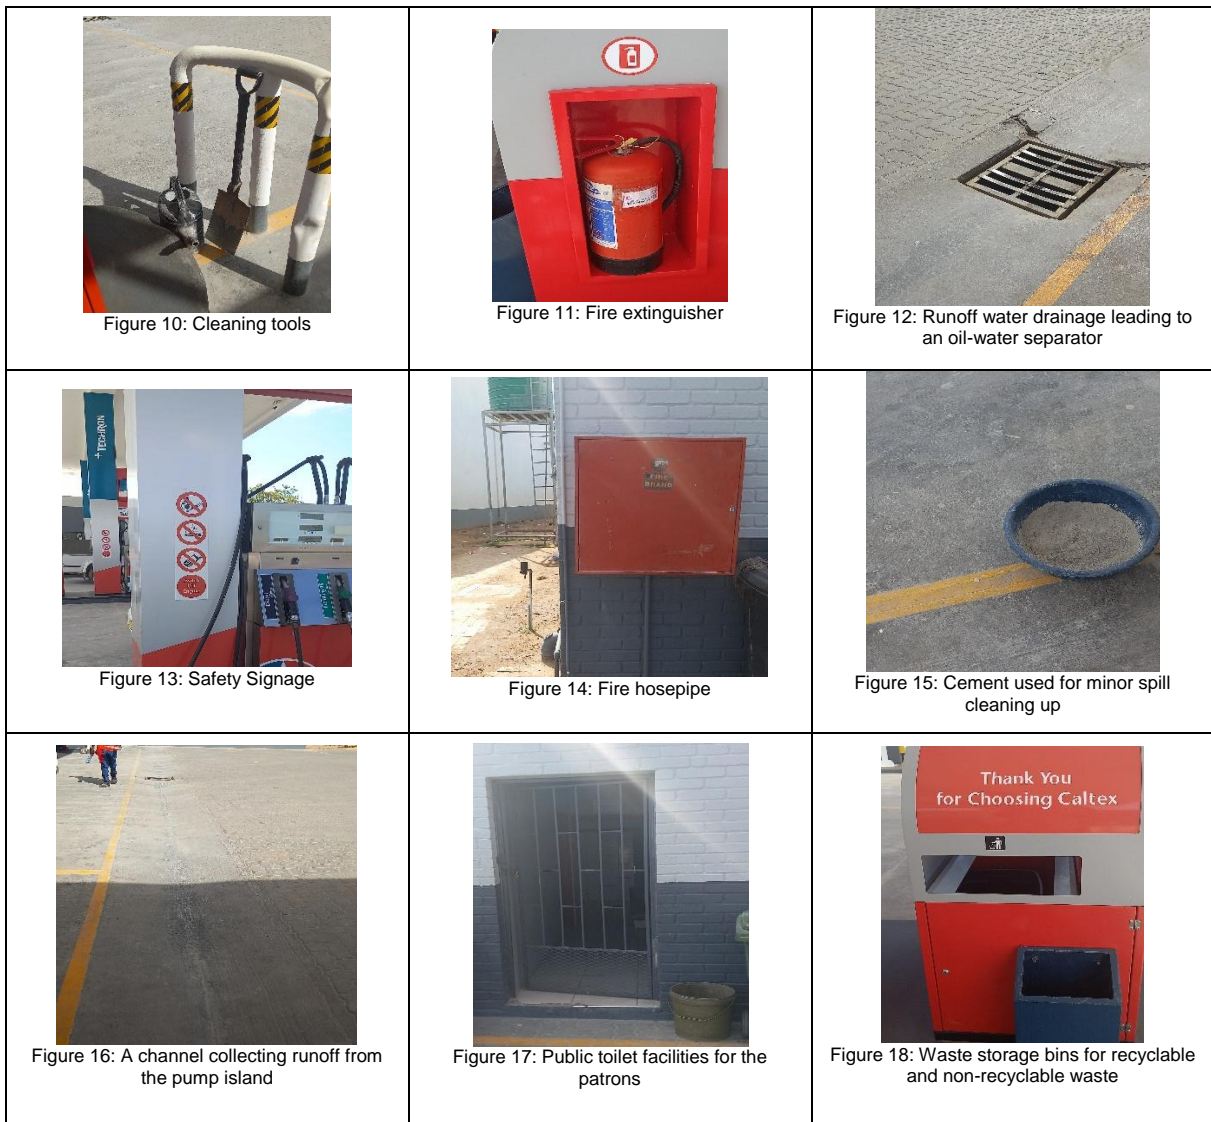 Figure 10: Cleaning tools
Figure 11: Fire extinguisher
Figure 12: Runoff water drainage leading to
an oil-water separator
+TECHRON
Figure 13: Safety Signage
FIRE
Figure 14: Fire hosepipe
Figure 15: Cement used for minor spill
cleaning up
Figure 16: A channel collecting runoff from
the pump island
Figure 17: Public toilet facilities for the
patrons
Thank You
for Choosing Caltex
Figure 18: Waste storage bins for recyclable
and non-recyclable waste